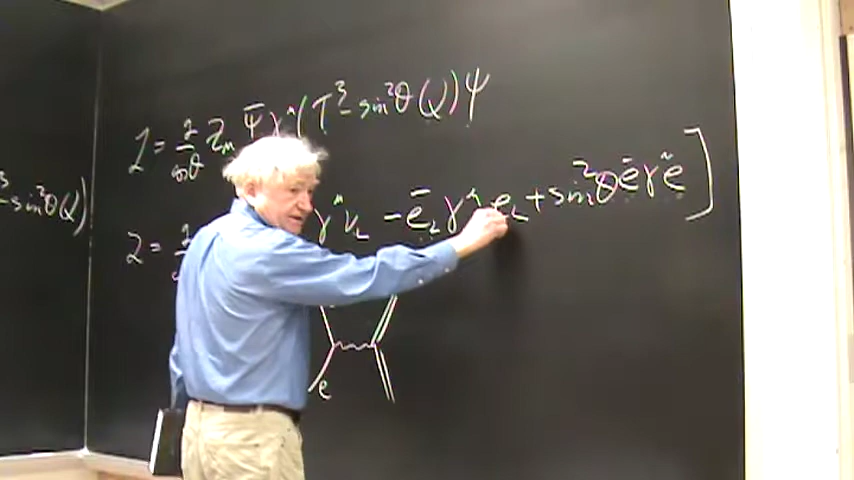 ℒ = g/cosθ Z_μ ψ̄ γ^μ (T³ - sin²θ(Q)) ψ
³ - sin²θ(Q))
γ^μ ν_L - ē_L γ^μ e_L + sin²θ ē γ^μ e ]
ℒ =
e